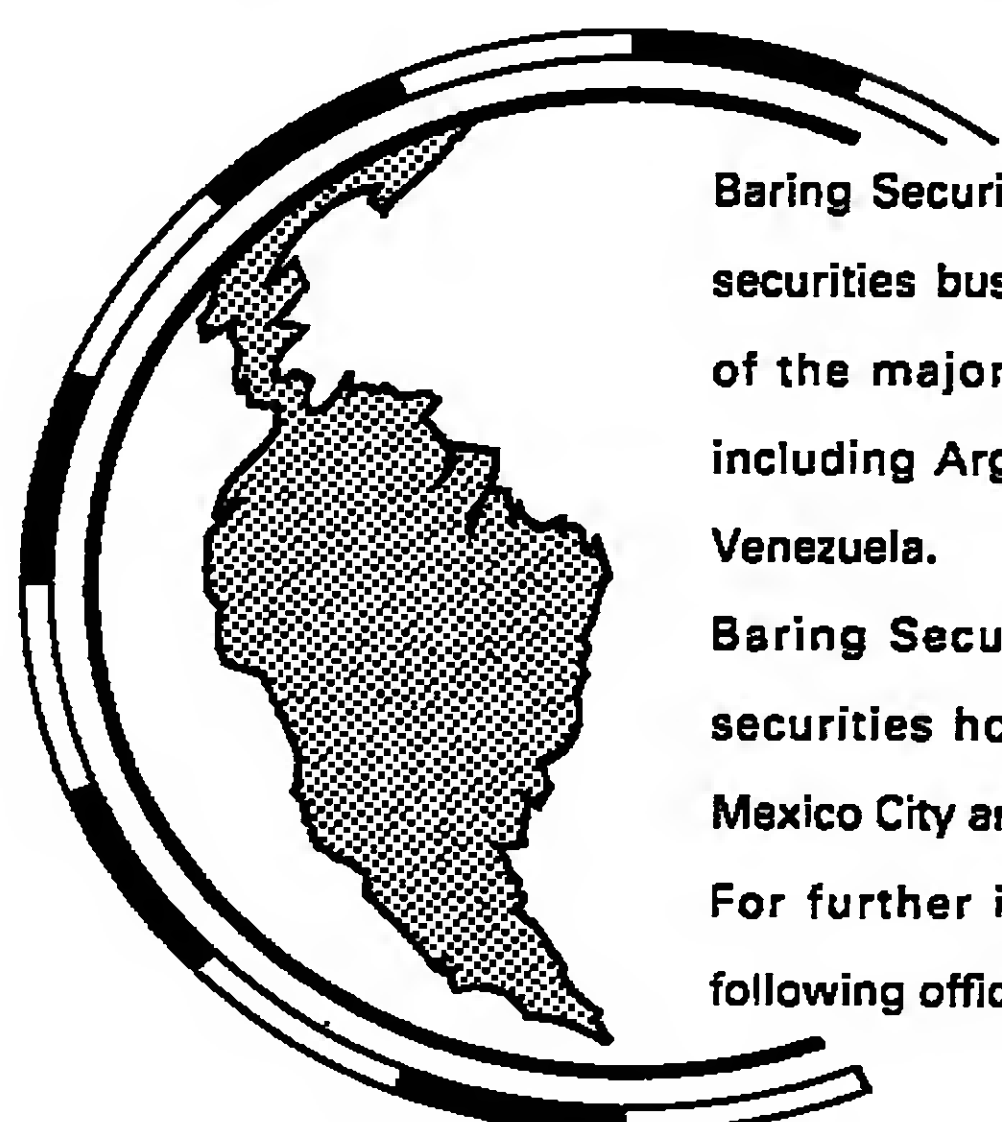 Baring Securi
securities bus
of the major
including Arg
Venezuela.
Baring Secu
securities ho
Mexico City ar
For further i
following offic